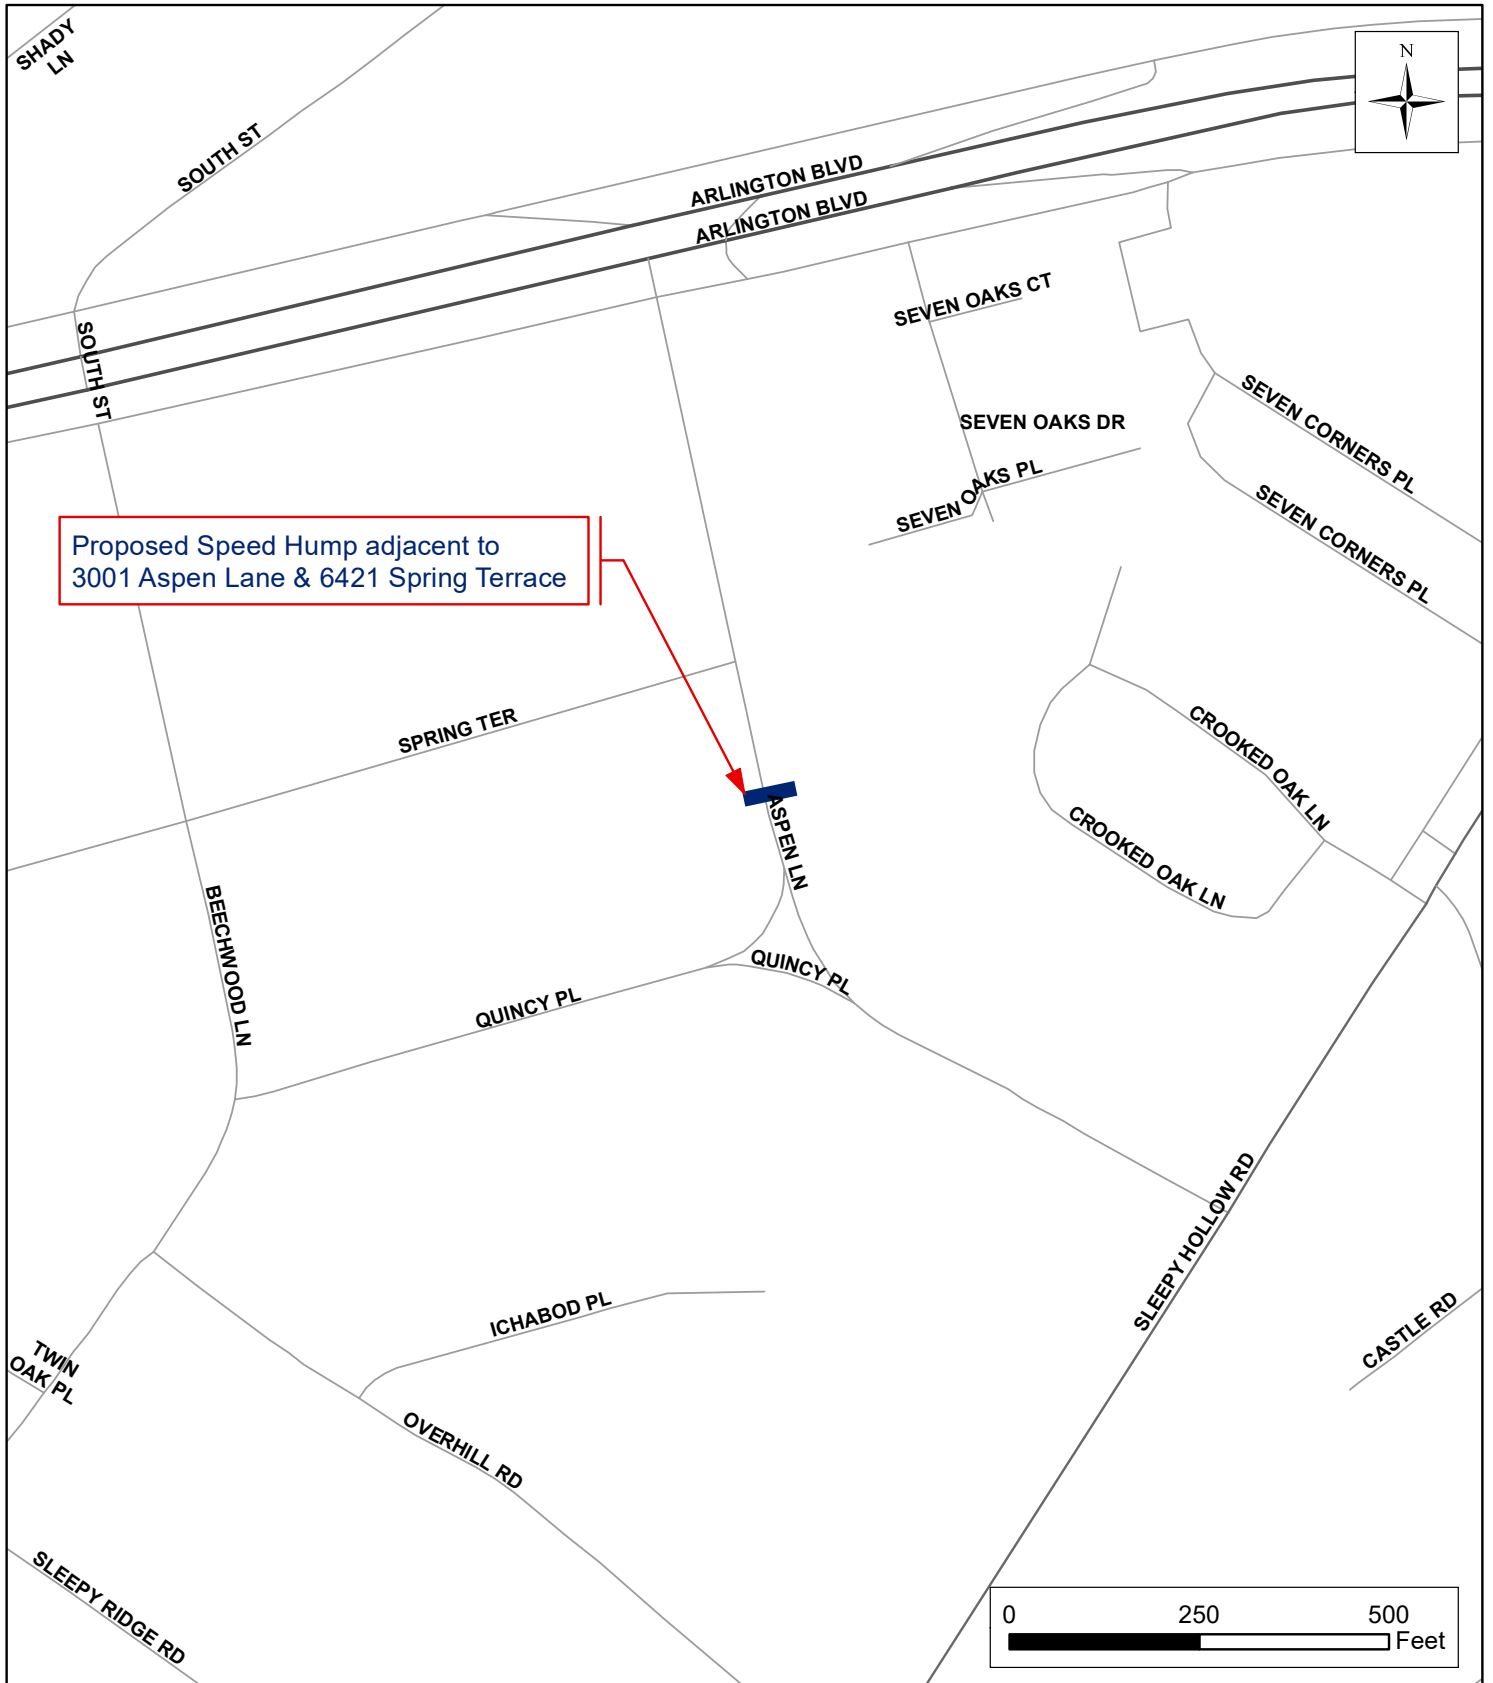 SHADY
LN
N
SOUTH ST
ARLINGTON BLVD
ARLINGTON BLVD
SEVEN OAKS CT
SOUTH ST
SEVEN CORNERS PL
SEVEN OAKS DR
SEVEN OAKS PL
SEVEN CORNERS PL
Proposed Speed Hump adjacent to
3001 Aspen Lane & 6421 Spring Terrace
SPRING TER
CROOKED OAK LN
ASPEN LN
CROOKED OAK LN
BEECHWOOD LN
QUINCY PL
QUINCY PL
SLEEPY HOLLOW RD
ICHABOD PL
CASTLE RD
TWIN
OAK PL
OVERHILL RD
SLEEPY RIDGE RD
0 250 500
Feet